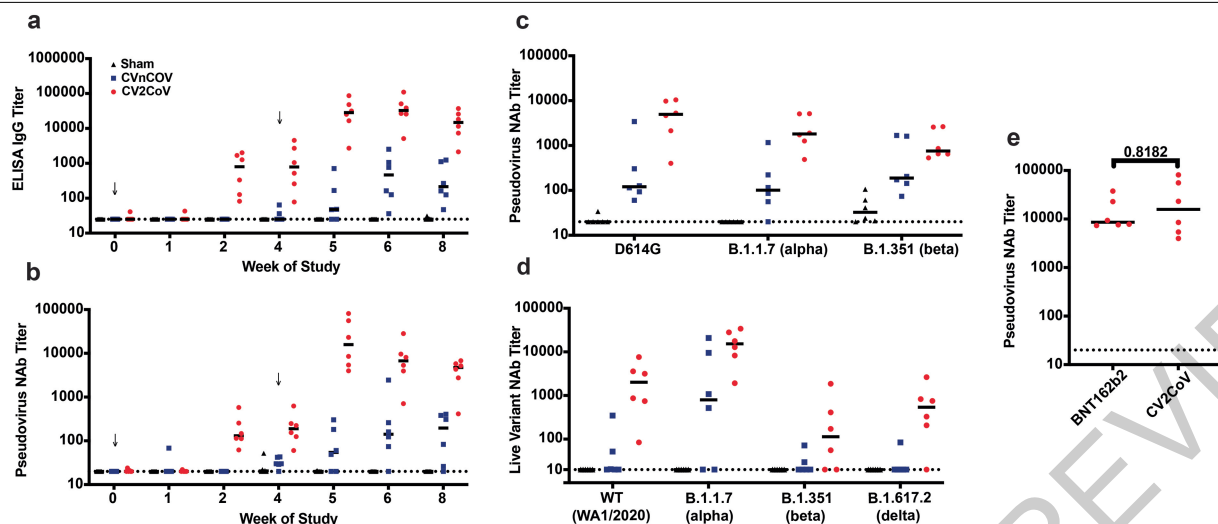 a
ELISA IgG Titer
1000000
100000
10000
1000
100
10
Sham
CVnCOV
CV2CoV
0 1 2 4 5 6 8
Week of Study
b
Pseudovirus NAb Titer
100000
10000
1000
100
10
0 1 2 4 5 6 8
Week of Study
c
Pseudovirus NAb Titer
100000
10000
1000
100
10
D614G B.1.1.7 (alpha) B.1.351 (beta)
d
Live Variant NAb Titer
100000
10000
1000
100
10
WT B.1.1.7 B.1.351 B.1.617.2
(WA1/2020) (alpha) (beta) (delta)
e
0.8182
Pseudovirus NAb Titer
100000
10000
1000
100
10
BNT162b2 CV2CoV
REVIE